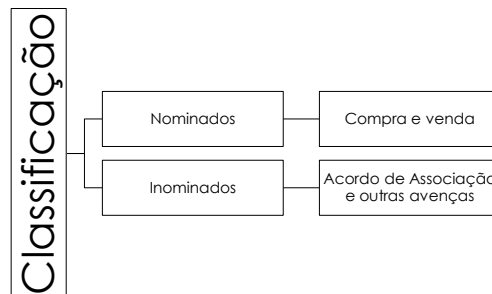 Classificação
Nominados
Compra e venda
Inominados
Acordo de Associação
e outras avenças